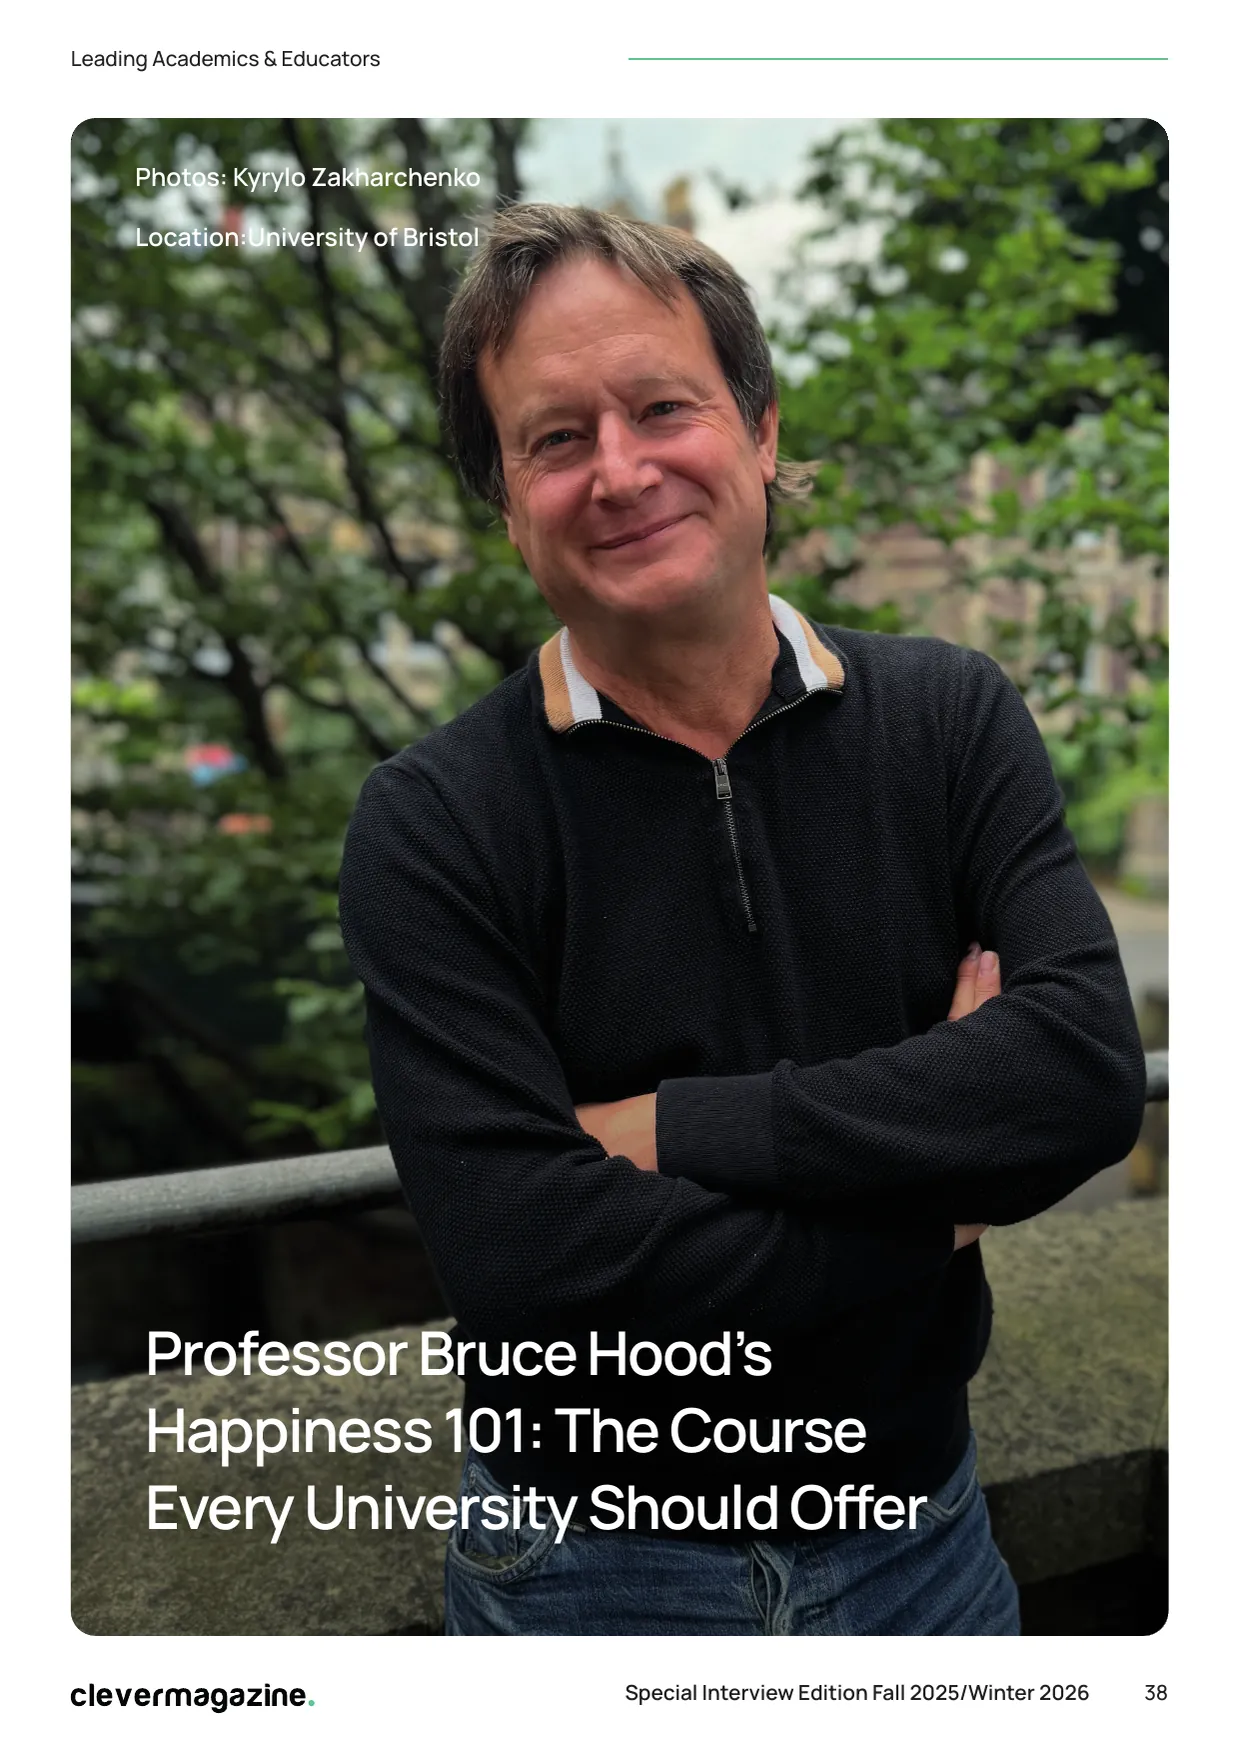 Leading Academics & Educators
Photos: Kyrylo Zakharchenko
Location:University of Bristol
Professor Bruce Hood’s
Happiness 101: The Course
Every University Should Offer
clevermagazine.
Special Interview Edition Fall 2025/Winter 2026
38